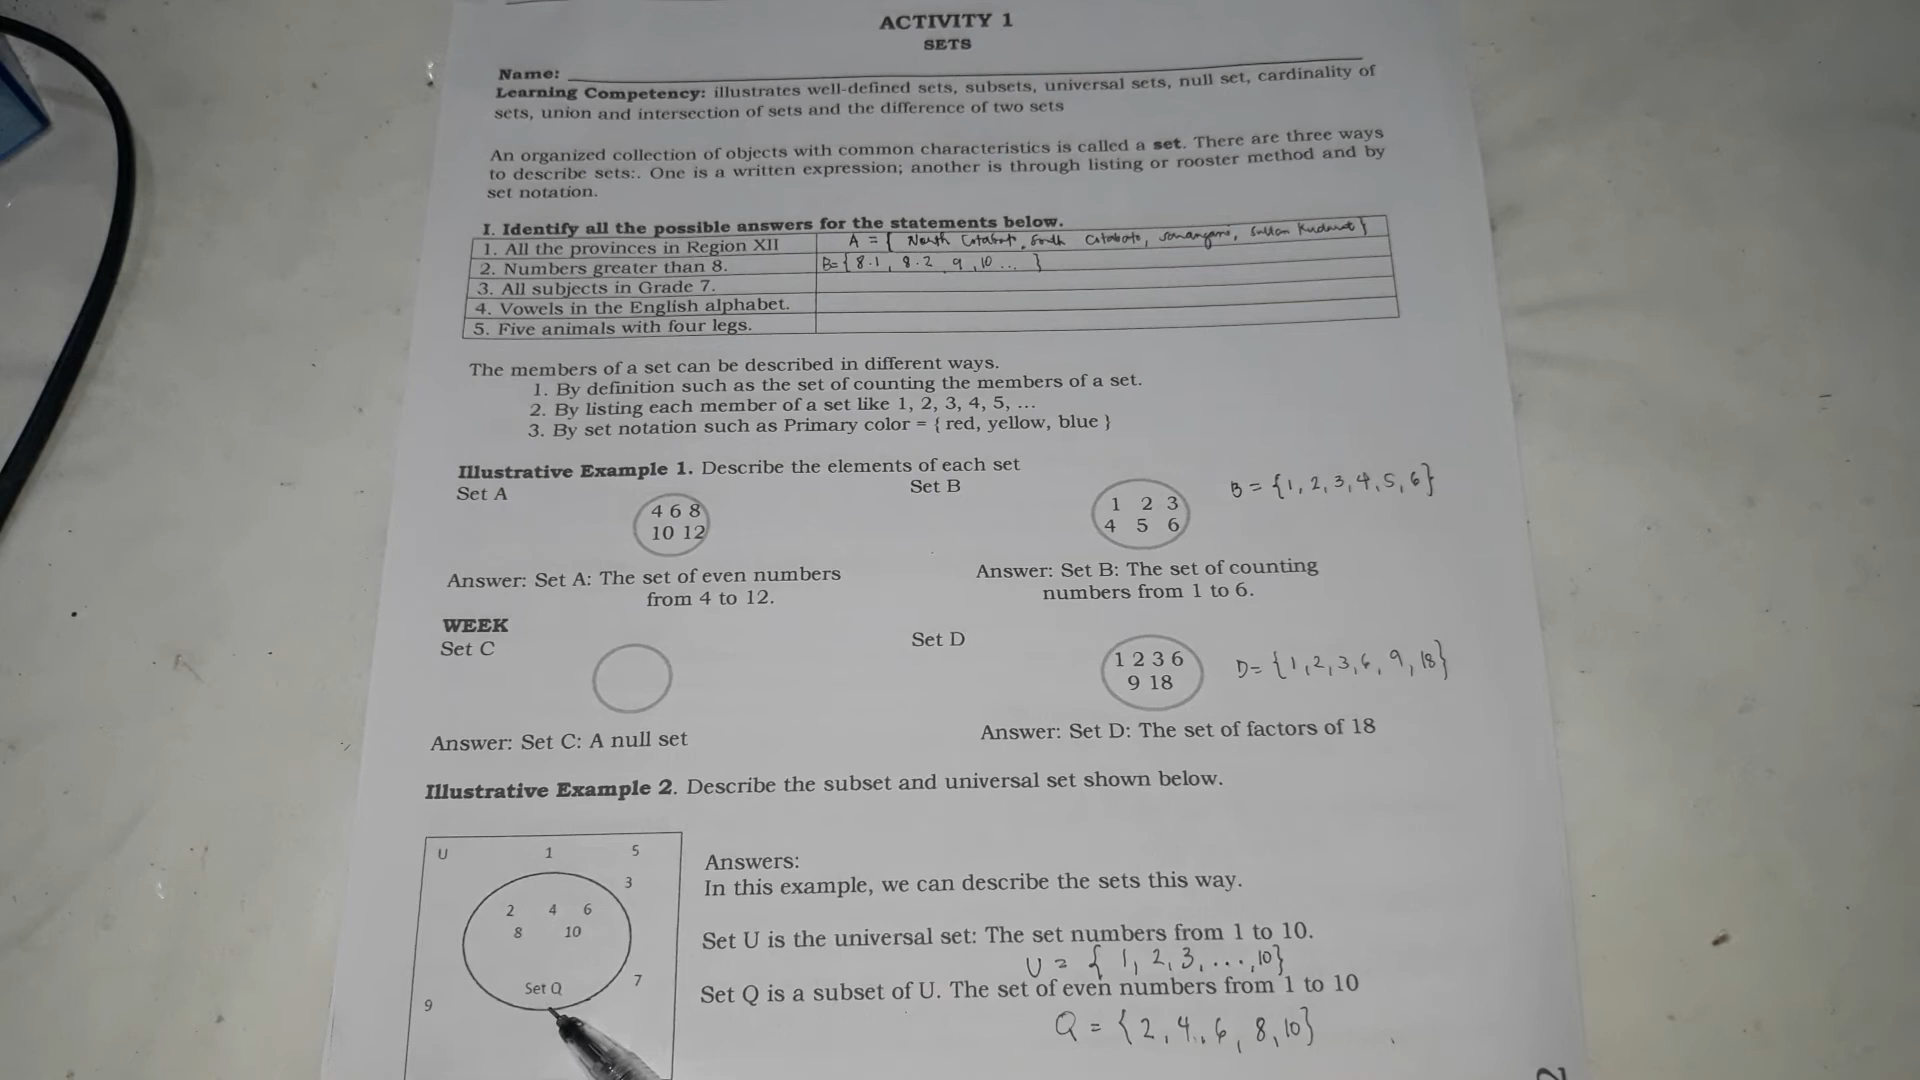 ACTIVITY 1
SETS
Name:
Learning Competency: illustrates well-defined sets, subsets, universal sets, null set, cardinality of
sets, union and intersection of sets and the difference of two sets
An organized collection of objects with common characteristics is called a set. There are three ways
to describe sets:. One is a written expression; another is through listing or rooster method and by
set notation.
I. Identify all the possible answers for the statements below.
1. All the provinces in Region XII A = { North Cotabato, South Cotabato, Sultan Kudarat }
2. Numbers greater than 8. B= { 8.1, 8.2 9, 10 ... }
3. All subjects in Grade 7.
4. Vowels in the English alphabet.
5. Five animals with four legs.
The members of a set can be described in different ways.
1. By definition such as the set of counting the members of a set.
2. By listing each member of a set like 1, 2, 3, 4, 5, ...
3. By set notation such as Primary color = { red, yellow, blue }
Illustrative Example 1. Describe the elements of each set
Set A Set B
4 6 8
10 12
1 2 3
4 5 6
B = {1, 2, 3, 4, 5, 6}
Answer: Set A: The set of even numbers
from 4 to 12.
Answer: Set B: The set of counting
numbers from 1 to 6.
WEEK
Set C Set D
1 2 3 6
9 18
D= {1, 2, 3, 6, 9, 18}
Answer: Set C: A null set
Answer: Set D: The set of factors of 18
Illustrative Example 2. Describe the subset and universal set shown below.
U 1 5
3
2 4 6
8 10
Set Q 7
9
Answers:
In this example, we can describe the sets this way.
Set U is the universal set: The set numbers from 1 to 10.
U = { 1, 2, 3, ..., 10}
Set Q is a subset of U. The set of even numbers from 1 to 10
Q = {2, 4, 6, 8, 10}
2